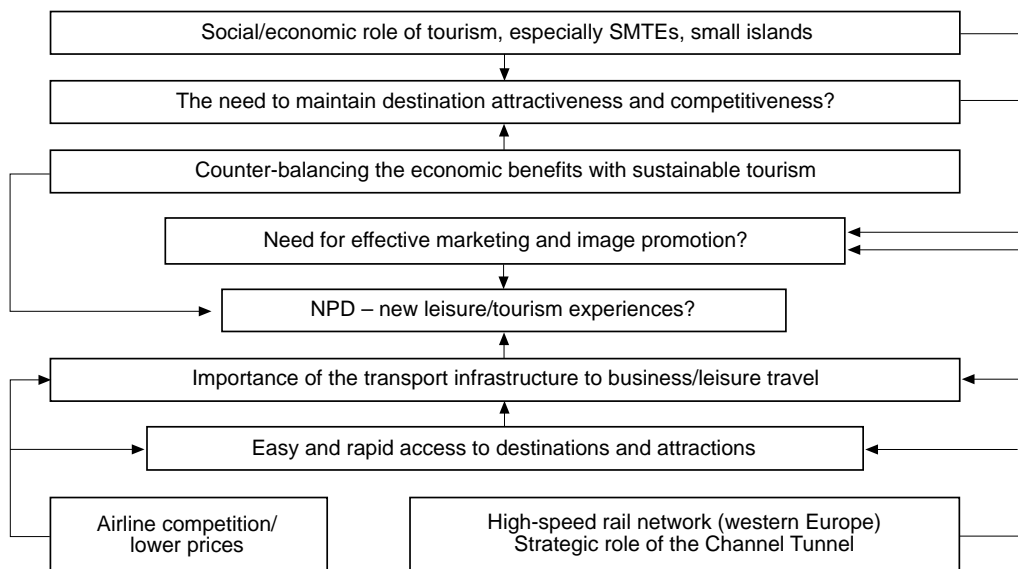 Social/economic role of tourism, especially SMTEs, small islands
The need to maintain destination attractiveness and competitiveness?
Counter-balancing the economic benefits with sustainable tourism
Need for effective marketing and image promotion?
NPD – new leisure/tourism experiences?
Importance of the transport infrastructure to business/leisure travel
Easy and rapid access to destinations and attractions
Airline competition/
lower prices
High-speed rail network (western Europe)
Strategic role of the Channel Tunnel